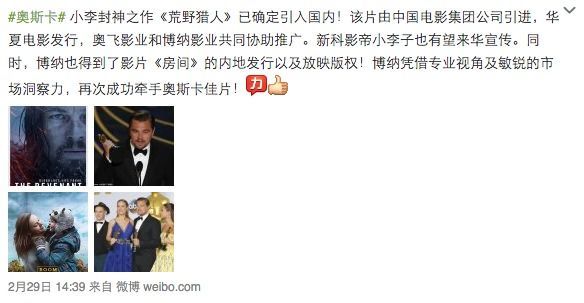 #奥斯卡# 小李封神之作《荒野猎人》已确定引入国内！该片由中国电影集团公司引进，华
夏电影发行，奥飞影业和博纳影业共同协助推广。新科影帝小李子也有望来华宣传。同
时，博纳也得到了影片《房间》的内地发行以及放映版权！博纳凭借专业视角及敏锐的市
场洞察力，再次成功牵手奥斯卡佳片！力
THE REVENANT
ROOM
2月29日 14:39 来自 微博 weibo.com